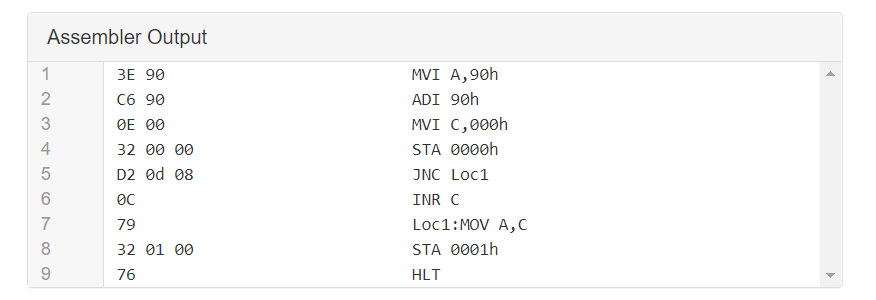 Assembler Output
1 3E 90 MVI A,90h
2 C6 90 ADI 90h
3 0E 00 MVI C,000h
4 32 00 00 STA 0000h
5 D2 0d 08 JNC Loc1
6 0C INR C
7 79 Loc1:MOV A,C
8 32 01 00 STA 0001h
9 76 HLT